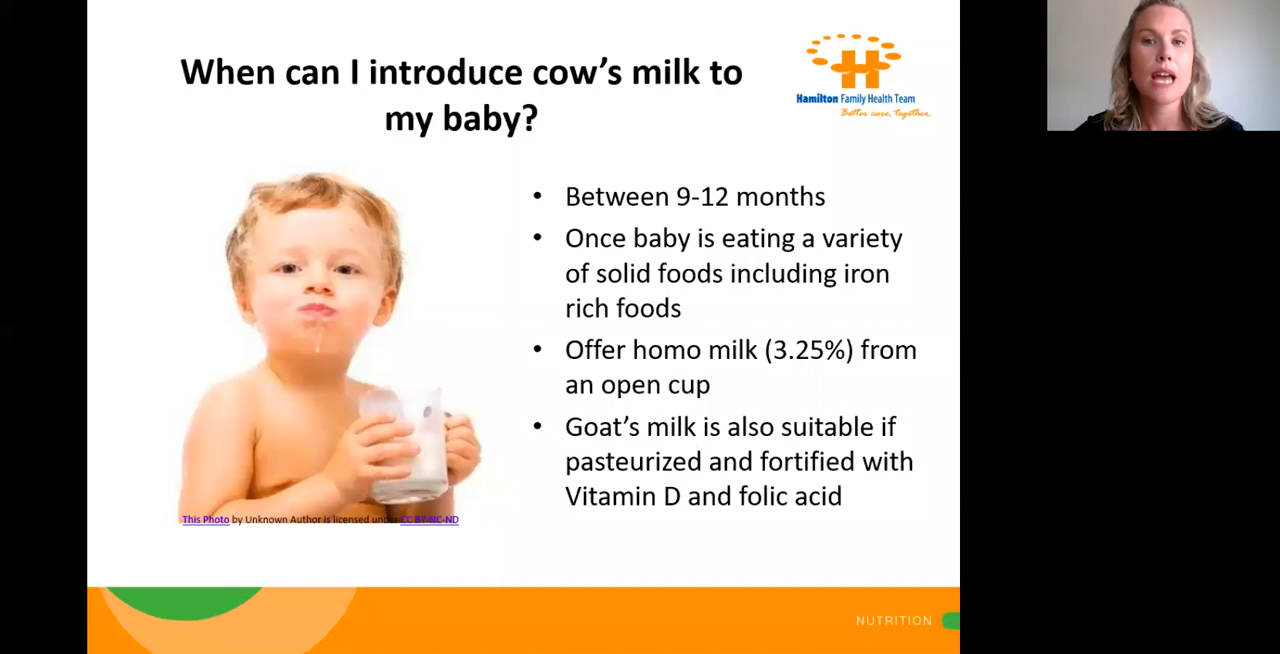 When can I introduce cow's milk to
my baby?
Hamilton Family Health Team
Better care, together.
• Between 9-12 months
• Once baby is eating a variety
of solid foods including iron
rich foods
• Offer homo milk (3.25%) from
an open cup
• Goat's milk is also suitable if
pasteurized and fortified with
Vitamin D and folic acid
This Photo by Unknown Author is licensed under CC BY-NC-ND
NUTRITION